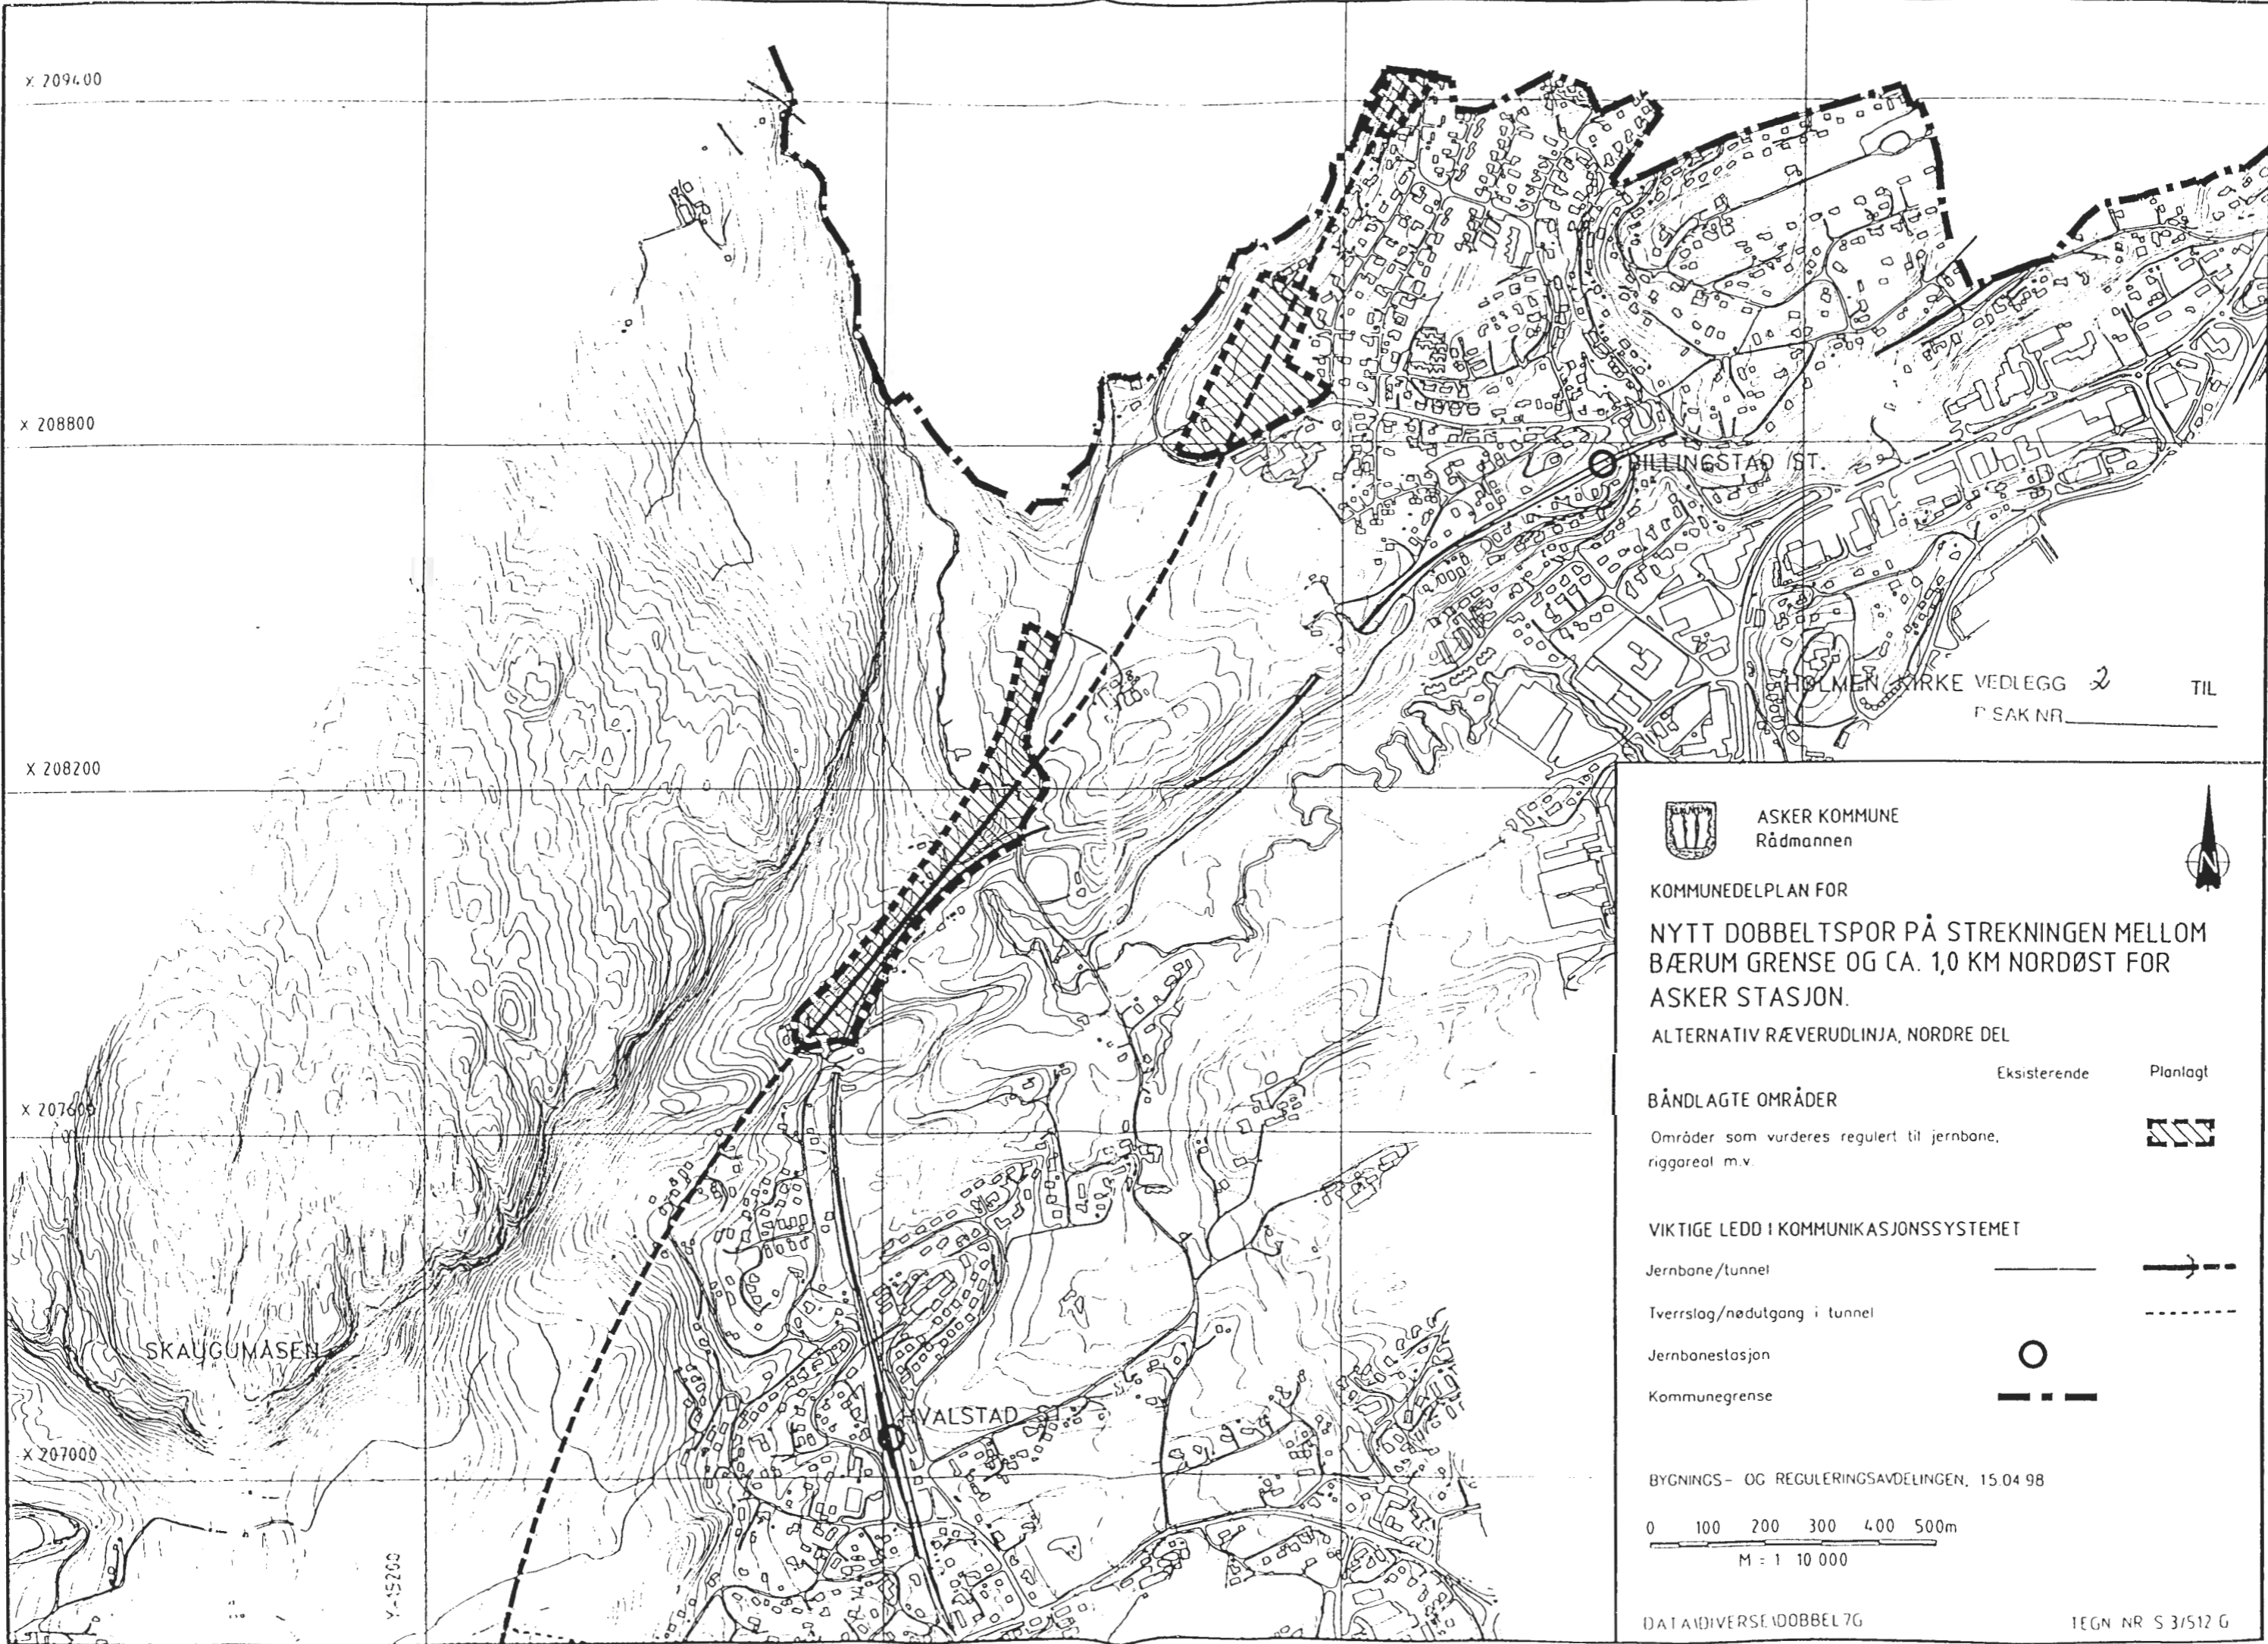 X 209400
X 208800
BILLINGSTAD ST.
HOLMEN KIRKE
VEDLEGG 2 TIL
SAK NR.
X 208200
X 207600
SKAUGUMÅSEN
HVALSTAD ST.
X 207000
Y-15200
ASKER KOMMUNE
Rådmannen
N
KOMMUNEDELPLAN FOR
NYTT DOBBELTSPOR PÅ STREKNINGEN MELLOM
BÆRUM GRENSE OG CA. 1,0 KM NORDØST FOR
ASKER STASJON.
ALTERNATIV RÆVERUDLINJA, NORDRE DEL
Eksisterende Planlagt
BÅNDLAGTE OMRÅDER
Områder som vurderes regulert til jernbane,
riggareal m.v.
VIKTIGE LEDD I KOMMUNIKASJONSSYSTEMET
Jernbane/tunnel
Tverrslag/nødutgang i tunnel
Jernbanestasjon
Kommunegrense
BYGNINGS- OG REGULERINGSAVDELINGEN, 15.04 98
0 100 200 300 400 500m
M = 1 10 000
DATA\DIVERSE\DOBBEL7G
TEGN NR S 3/512 G